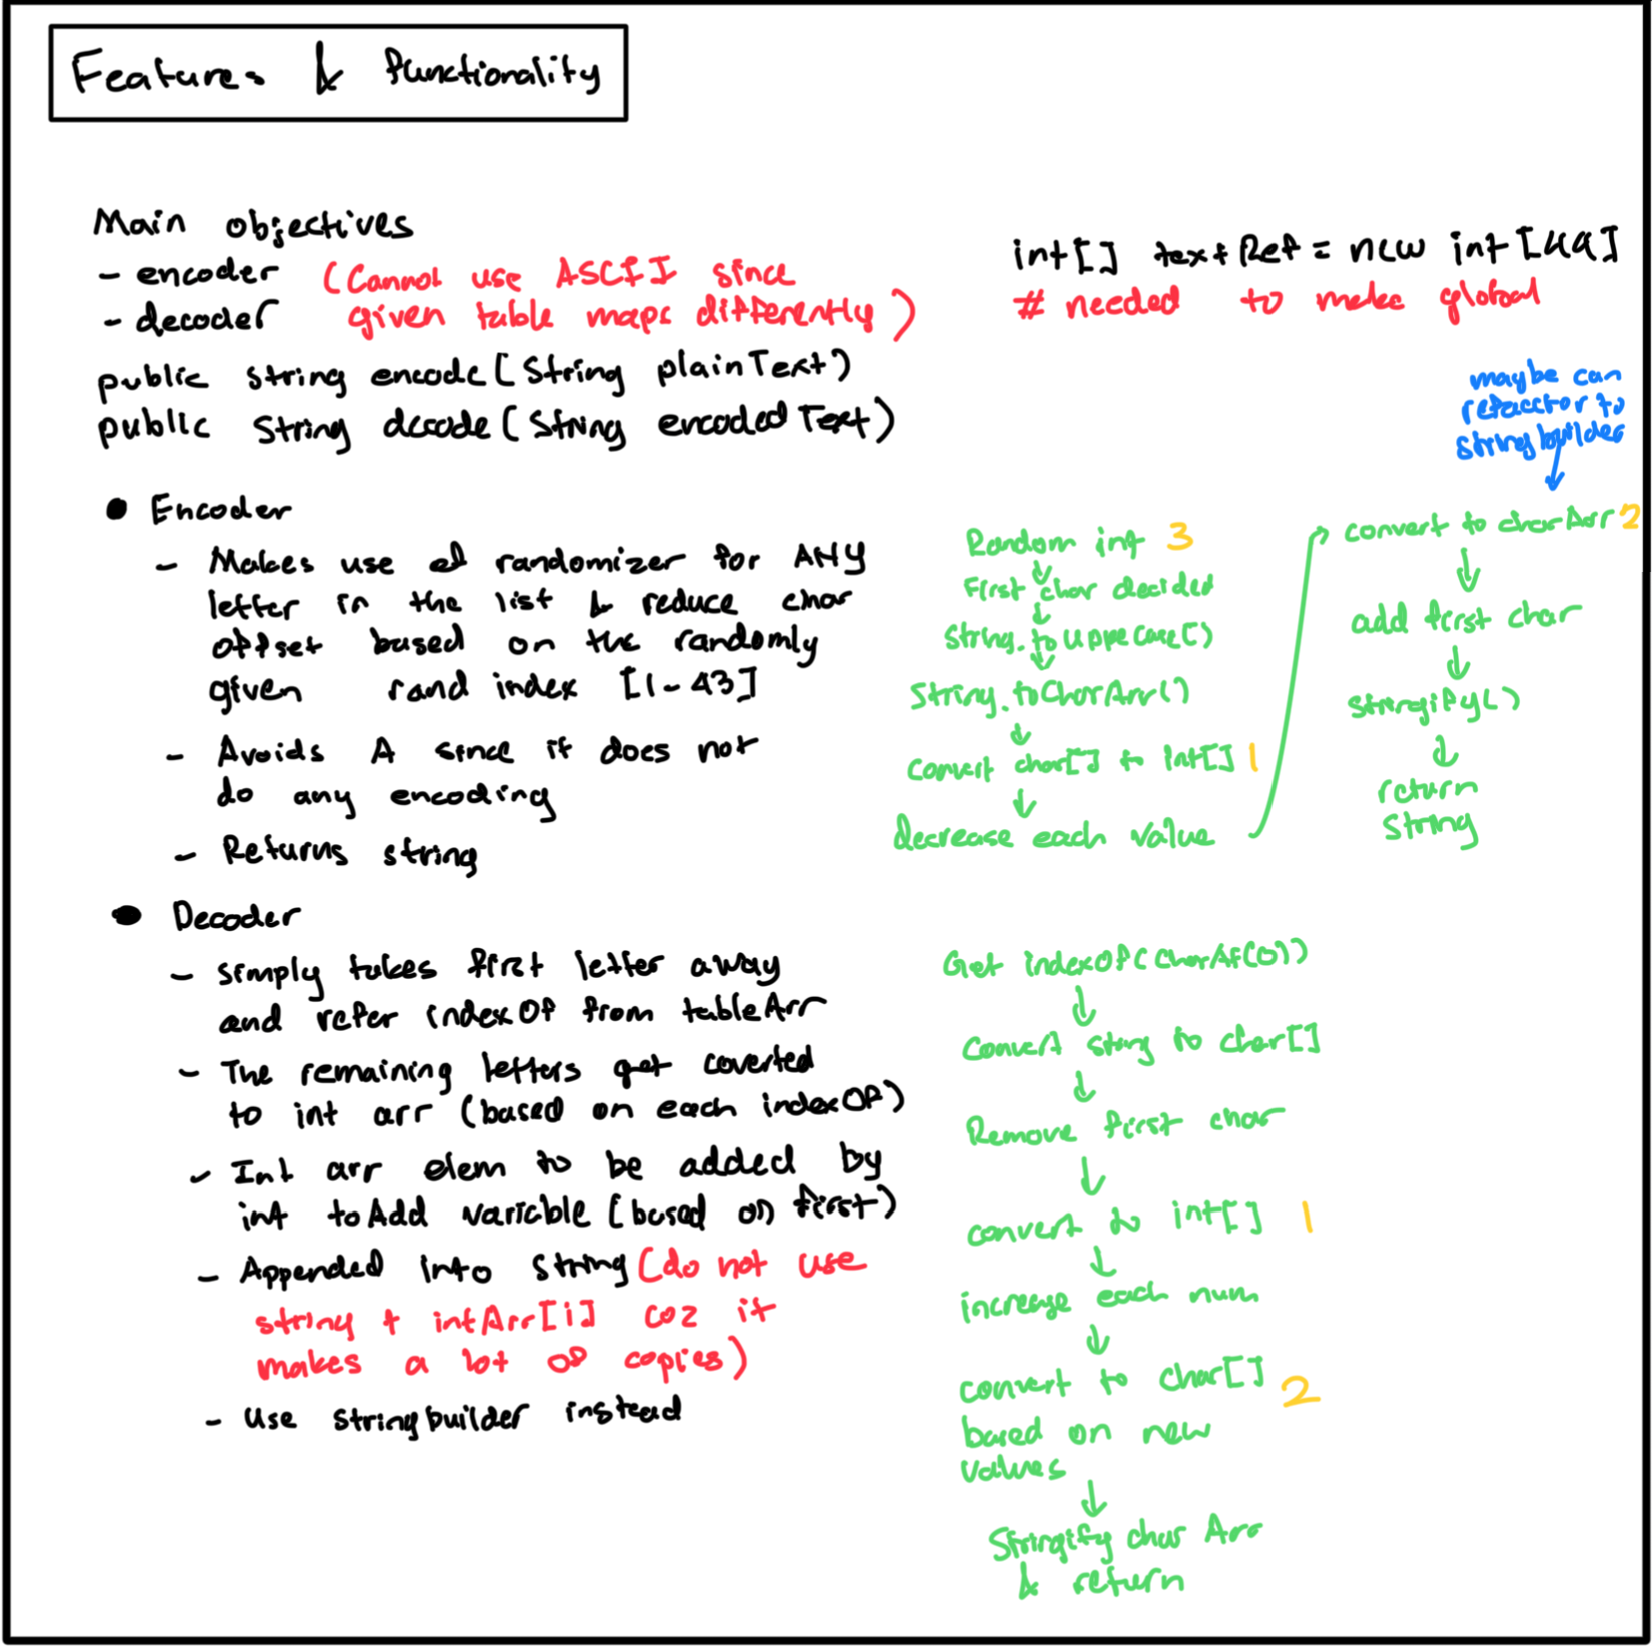 Features & functionality
Main objectives
- encoder (Cannot use ASCII since
- decoder given table maps differently)
public string encode(String plainText)
public String decode(String encodedText)
int[] textRef = new int[44]
# needed to make global
maybe can
refacctor to
stringbuilder
● Encoder
- Makes use of randomizer for ANY
letter in the list & reduce char
offset based on the randomly
given rand index [1-43]
- Avoids A since it does not
do any encoding
- Returns string
Random int 3
First char decided
String.toUppeCase()
String.toCharArr()
convert char[] to int[] 1
decrease each value
convert to charArr 2
add first char
stringify()
return
string
● Decoder
- simply takes first letter away
and refer indexOf from tableArr
- The remaining letters get coverted
to int arr (based on each indexOf)
- Int arr elem to be added by
int toAdd variable (based on first)
- Appended into string (do not use
string + intArr[i] coz it
makes a lot of copies)
- Use stringbuilder instead
Get indexOf(charAt(0))
Convert string to char[]
Remove first char
convert to int[] 1
increase each num
convert to char[] 2
based on new
values
Stringify char Arr
& return